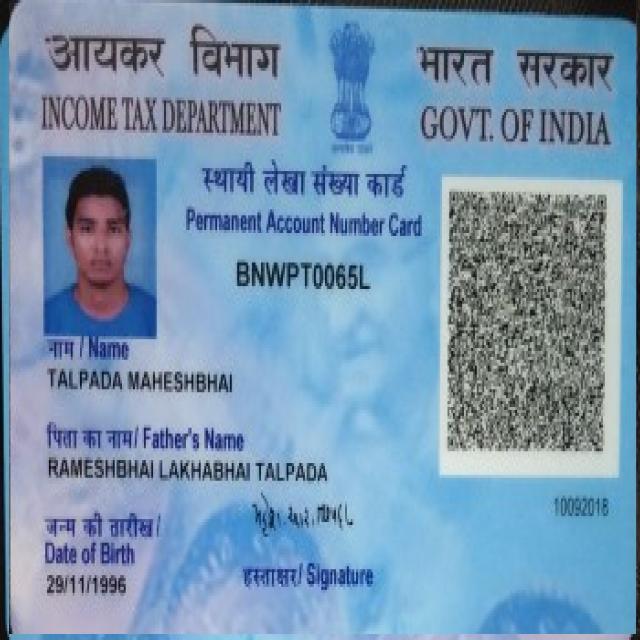 आयकर विभाग
INCOME TAX DEPARTMENT
भारत सरकार
GOVT. OF INDIA
स्थायी लेखा संख्या कार्ड
Permanent Account Number Card
BNWPT0065L
नाम / Name
TALPADA MAHESHBHAI
पिता का नाम/ Father's Name
RAMESHBHAI LAKHABHAI TALPADA
जन्म की तारीख/
Date of Birth
29/11/1996
हस्ताक्षर/ Signature
10092018